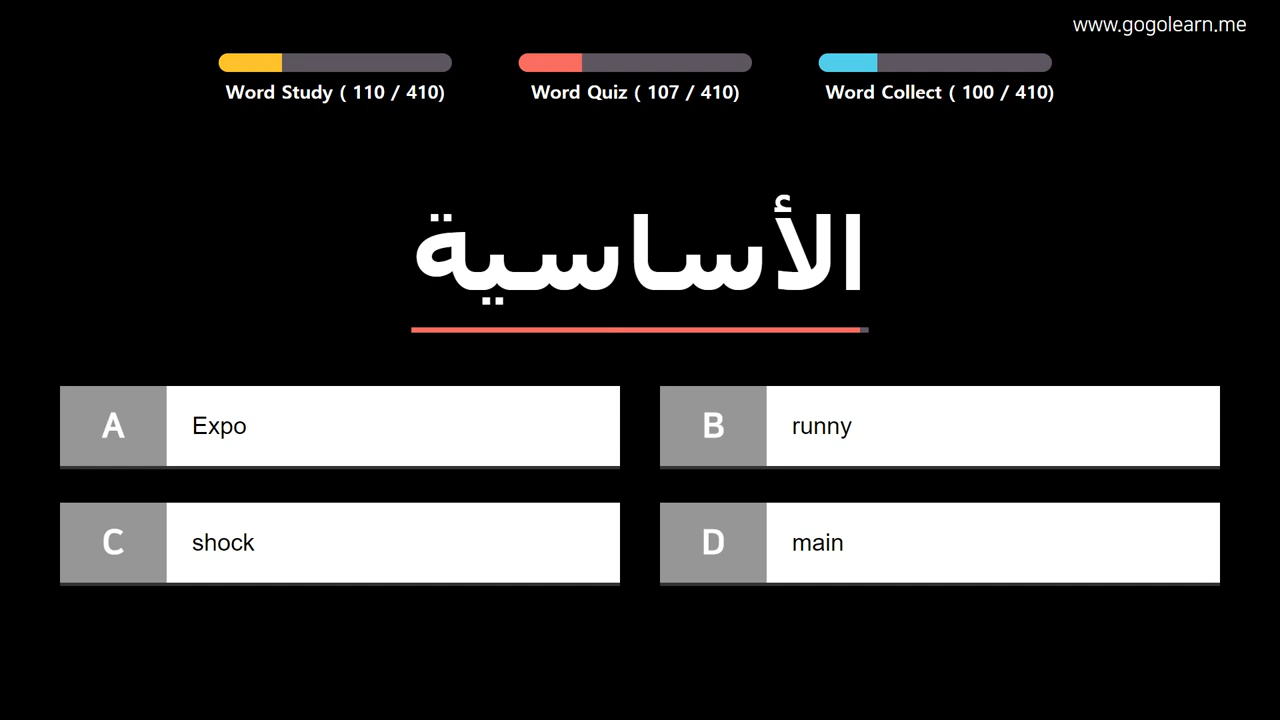 www.gogolearn.me
Word Study ( 110 / 410)
Word Quiz ( 107 / 410)
Word Collect ( 100 / 410)
الأساسية
A Expo
B runny
C shock
D main